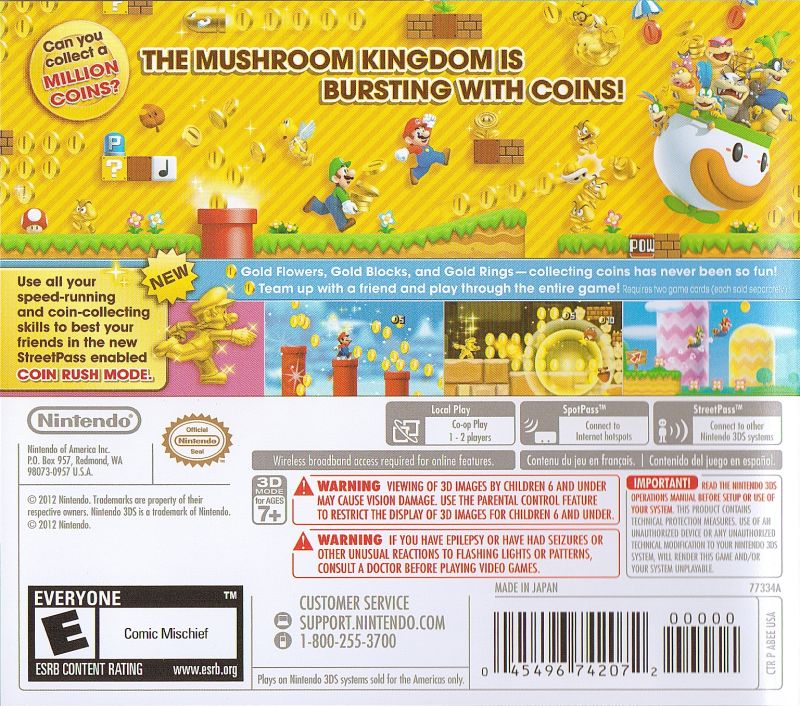 Can you
collect a
MILLION
COINS?
THE MUSHROOM KINGDOM IS
BURSTING WITH COINS!
P
?
?
POW
NEW
Gold Flowers, Gold Blocks, and Gold Rings—collecting coins has never been so fun!
Team up with a friend and play through the entire game! Requires two game cards (each sold separately).
Use all your
speed-running
and coin-collecting
skills to best your
friends in the new
StreetPass enabled
COIN RUSH MODE.
Nintendo®
Official
Nintendo
Seal
Nintendo of America Inc.
P.O. Box 957, Redmond, WA
98073-0957 U.S.A.
© 2012 Nintendo. Trademarks are property of their
respective owners. Nintendo 3DS is a trademark of Nintendo.
© 2012 Nintendo.
Local Play
Co-op Play
1 - 2 players
SpotPass™
Connect to
Internet hotspots
StreetPass™
Connect to other
Nintendo 3DS systems
Wireless broadband access required for online features.
Contenu du jeu en français.
Contenido del juego en español.
3D
MODE
for AGES
7+
WARNING VIEWING OF 3D IMAGES BY CHILDREN 6 AND UNDER
MAY CAUSE VISION DAMAGE. USE THE PARENTAL CONTROL FEATURE
TO RESTRICT THE DISPLAY OF 3D IMAGES FOR CHILDREN 6 AND UNDER.
WARNING IF YOU HAVE EPILEPSY OR HAVE HAD SEIZURES OR
OTHER UNUSUAL REACTIONS TO FLASHING LIGHTS OR PATTERNS,
CONSULT A DOCTOR BEFORE PLAYING VIDEO GAMES.
IMPORTANT! READ THE NINTENDO 3DS
OPERATIONS MANUAL BEFORE SETUP OR USE OF
YOUR SYSTEM. THIS PRODUCT CONTAINS
TECHNICAL PROTECTION MEASURES. USE OF AN
UNAUTHORIZED DEVICE OR ANY UNAUTHORIZED
TECHNICAL MODIFICATION TO YOUR NINTENDO 3DS
SYSTEM, WILL RENDER THIS GAME AND/OR
YOUR SYSTEM UNPLAYABLE.
MADE IN JAPAN
77334A
EVERYONE ™
E
Comic Mischief
ESRB CONTENT RATING www.esrb.org
CUSTOMER SERVICE
SUPPORT.NINTENDO.COM
1-800-255-3700
Plays on Nintendo 3DS systems sold for the Americas only.
0 45496 74207 2
00000
CTR P ABEE USA